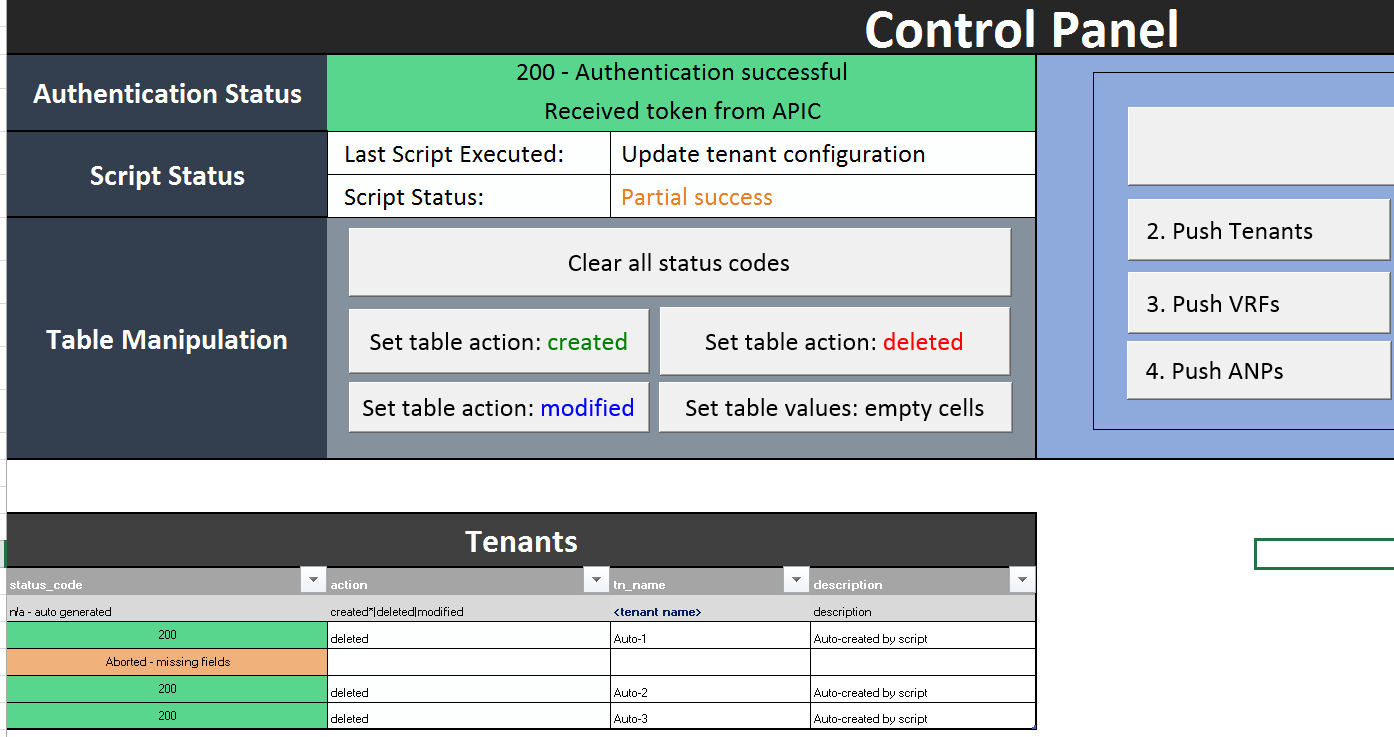 Control Panel
Authentication Status
200 - Authentication successful
Received token from APIC
Script Status
Last Script Executed: Update tenant configuration
Script Status: Partial success
Table Manipulation
Clear all status codes
Set table action: created Set table action: deleted
Set table action: modified Set table values: empty cells
2. Push Tenants
3. Push VRFs
4. Push ANPs
Tenants
status_code action tn_name description
n/a - auto generated created*|deleted|modified <tenant name> description
200 deleted Auto-1 Auto-created by script
Aborted - missing fields
200 deleted Auto-2 Auto-created by script
200 deleted Auto-3 Auto-created by script